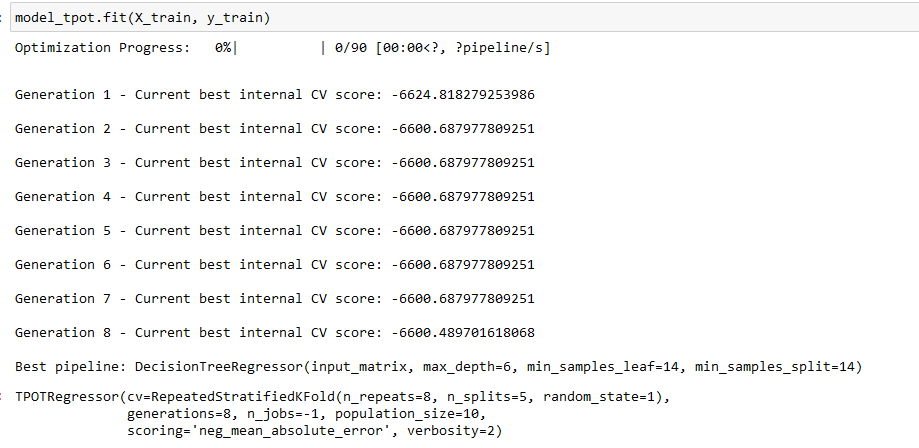 model_tpot.fit(X_train, y_train)
Optimization Progress:   0%|          | 0/90 [00:00<?, ?pipeline/s]
Generation 1 - Current best internal CV score: -6624.818279253986
Generation 2 - Current best internal CV score: -6600.687977809251
Generation 3 - Current best internal CV score: -6600.687977809251
Generation 4 - Current best internal CV score: -6600.687977809251
Generation 5 - Current best internal CV score: -6600.687977809251
Generation 6 - Current best internal CV score: -6600.687977809251
Generation 7 - Current best internal CV score: -6600.687977809251
Generation 8 - Current best internal CV score: -6600.489701618068
Best pipeline: DecisionTreeRegressor(input_matrix, max_depth=6, min_samples_leaf=14, min_samples_split=14)
TPOTRegressor(cv=RepeatedStratifiedKFold(n_repeats=8, n_splits=5, random_state=1),
generations=8, n_jobs=-1, population_size=10,
scoring='neg_mean_absolute_error', verbosity=2)